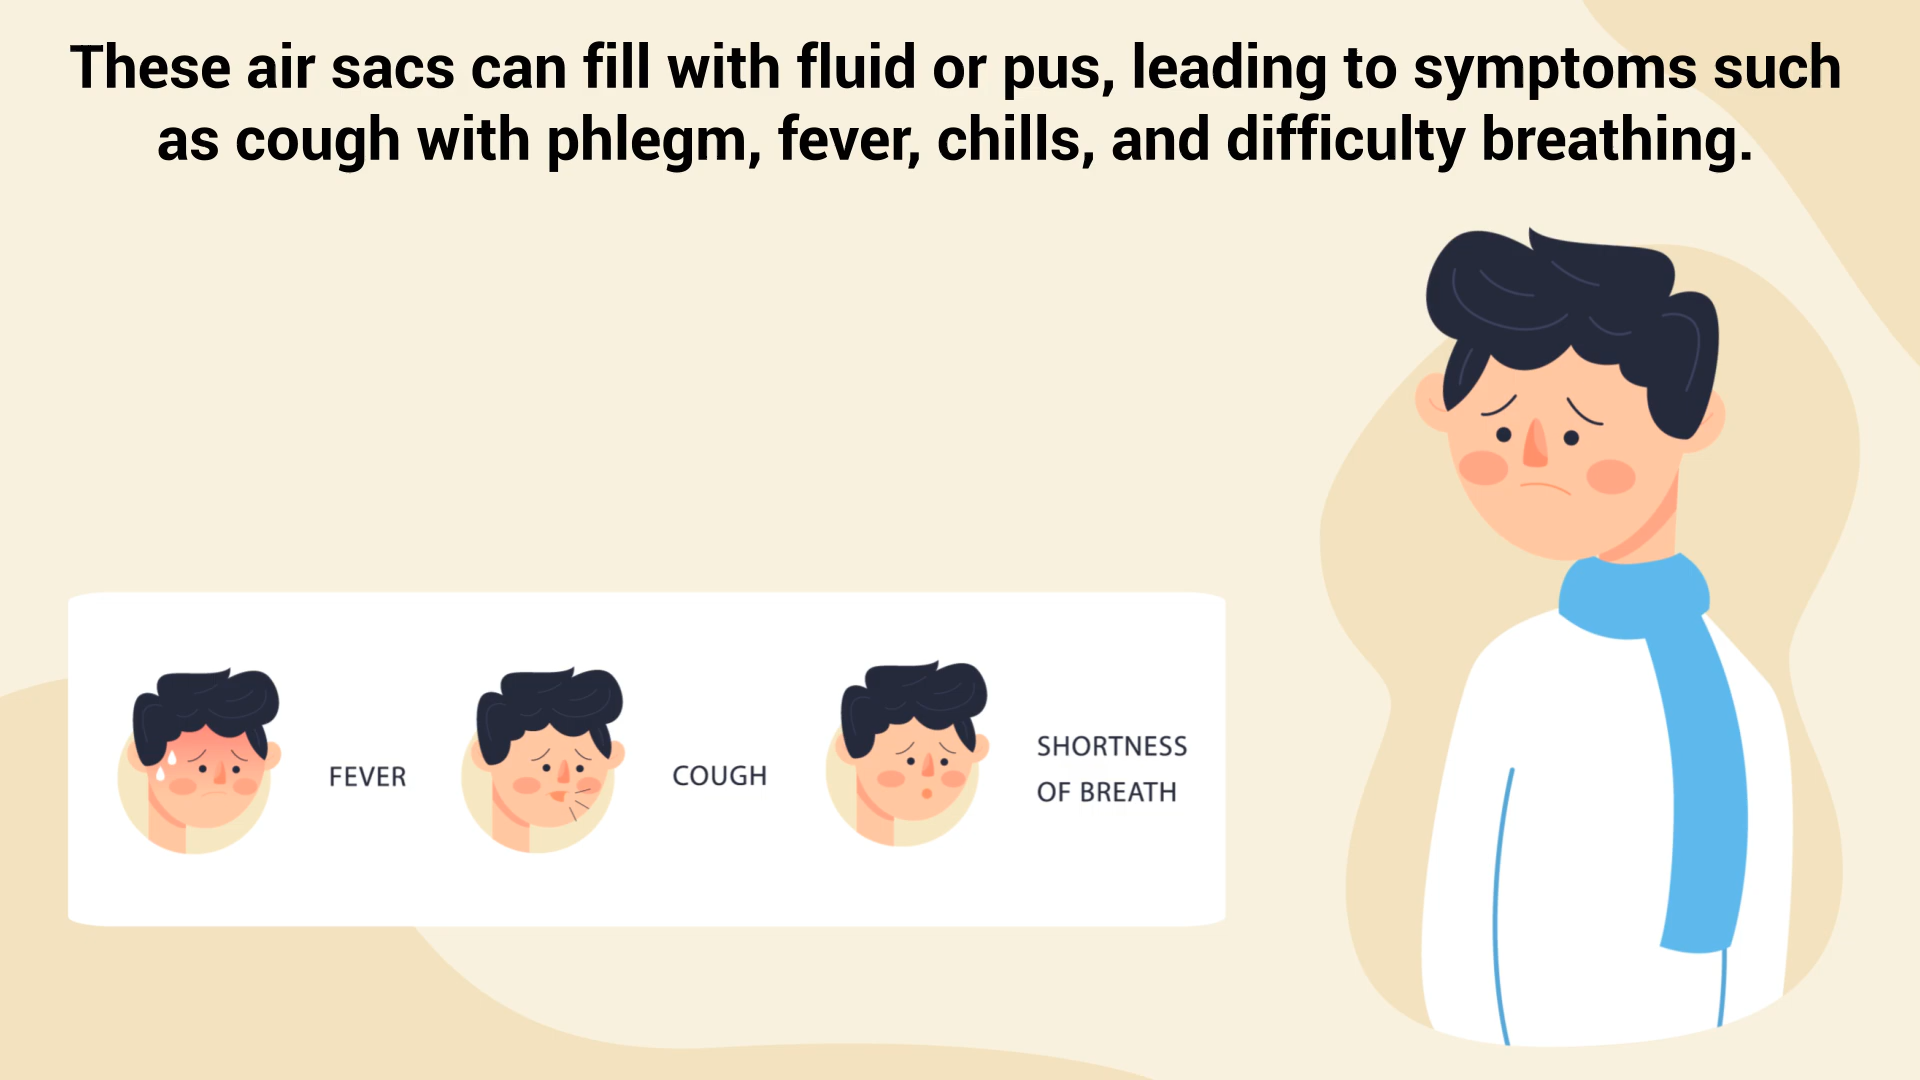 These air sacs can fill with fluid or pus, leading to symptoms such
as cough with phlegm, fever, chills, and difficulty breathing.
FEVER
COUGH
SHORTNESS
OF BREATH